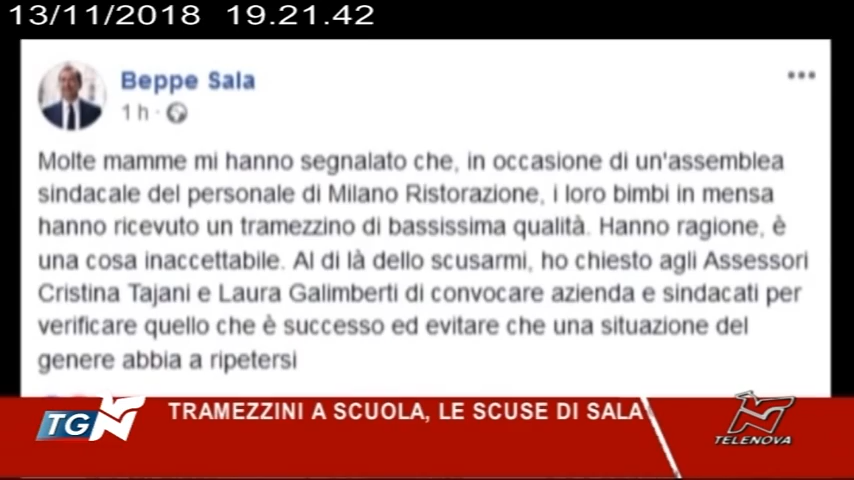 13/11/2018 19.21.42
Beppe Sala
1 h
Molte mamme mi hanno segnalato che, in occasione di un'assemblea
sindacale del personale di Milano Ristorazione, i loro bimbi in mensa
hanno ricevuto un tramezzino di bassissima qualità. Hanno ragione, è
una cosa inaccettabile. Al di là dello scusarmi, ho chiesto agli Assessori
Cristina Tajani e Laura Galimberti di convocare azienda e sindacati per
verificare quello che è successo ed evitare che una situazione del
genere abbia a ripetersi
TRAMEZZINI A SCUOLA, LE SCUSE DI SALA
TGN
TELENOVA